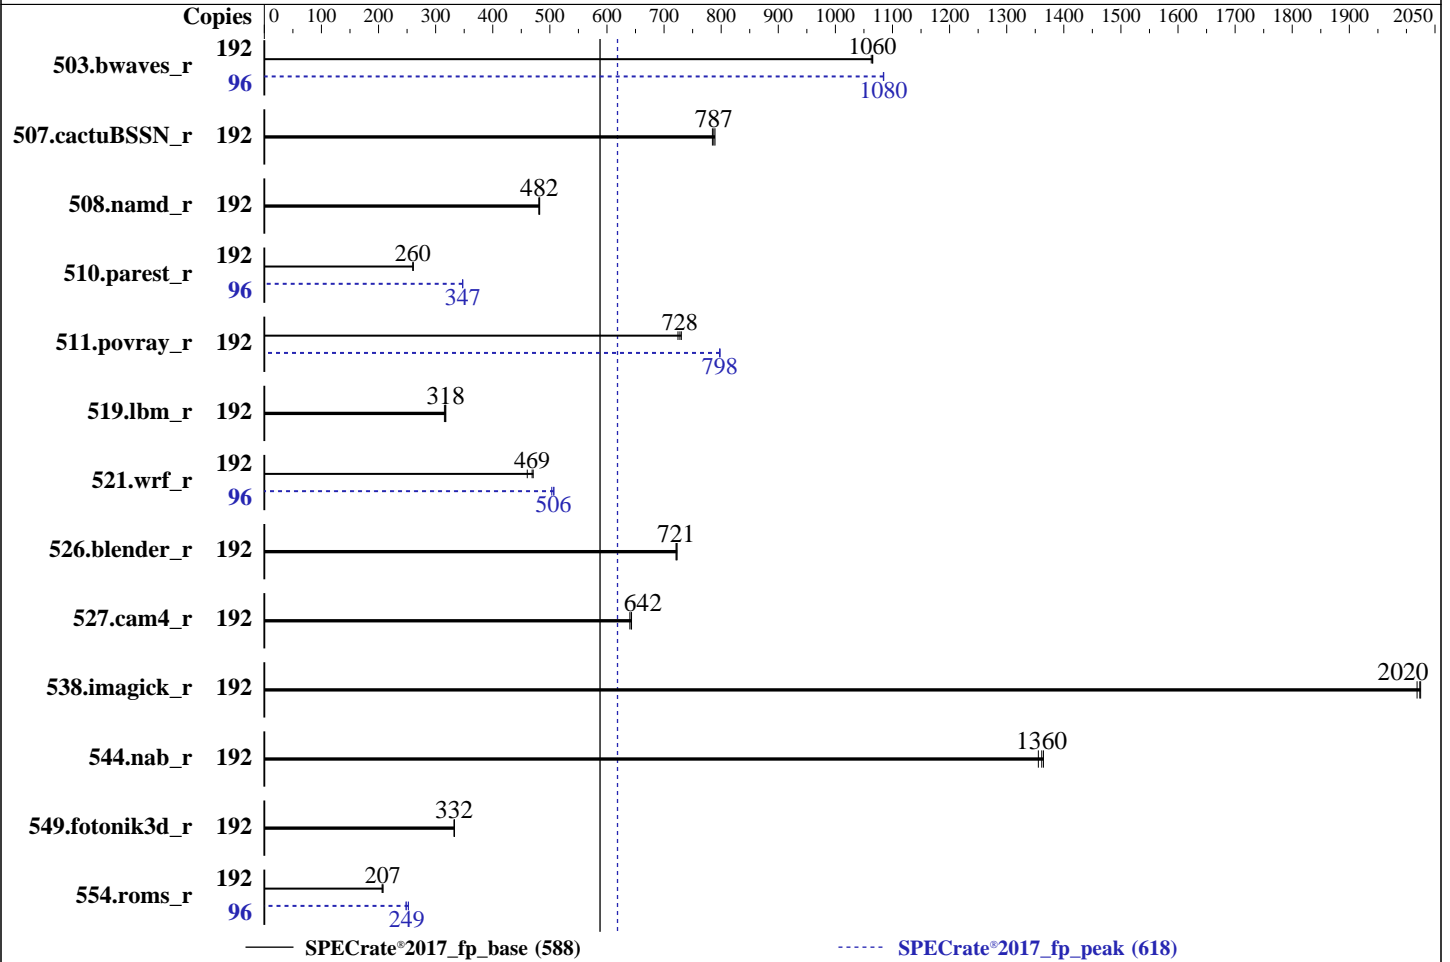 Copies 0 100 200 300 400 500 600 700 800 900 1000 1100 1200 1300 1400 1500 1600 1700 1800 1900 2050
503.bwaves_r 192 1060
96 1080
507.cactuBSSN_r 192 787
508.namd_r 192 482
510.parest_r 192 260
96 347
511.povray_r 192 728
798
519.lbm_r 192 318
521.wrf_r 192 469
96 506
526.blender_r 192 721
527.cam4_r 192 642
538.imagick_r 192 2020
544.nab_r 192 1360
549.fotonik3d_r 192 332
554.roms_r 192 207
96 249
SPECrate®2017_fp_base (588) SPECrate®2017_fp_peak (618)